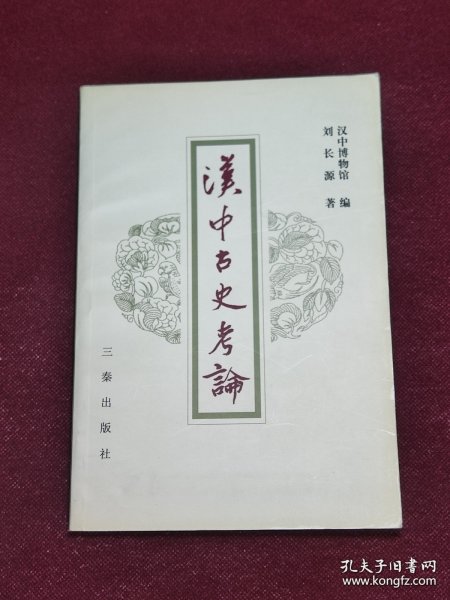 汉中博物馆 编
刘长源 著
漢中古史考論
三秦出版社
孔夫子旧书网
www.kongfz.com